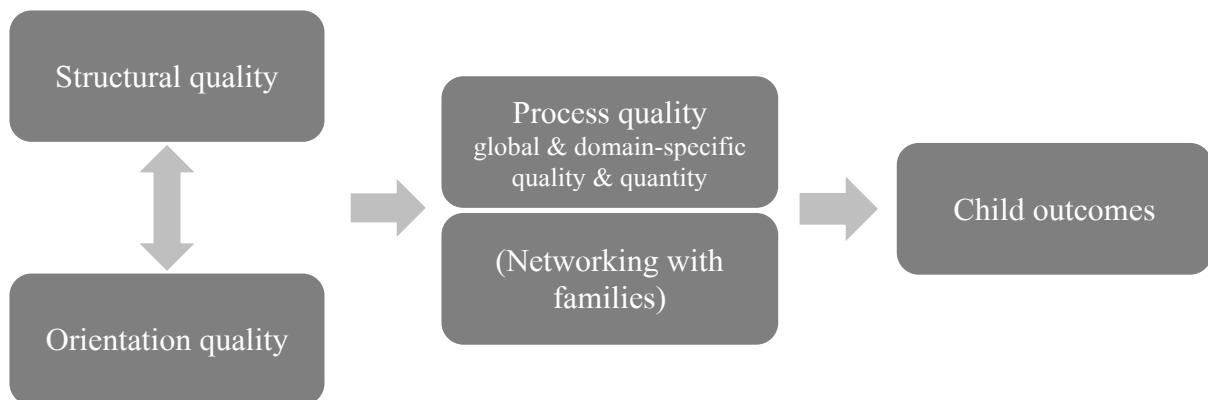 Structural quality
Orientation quality
Process quality
global & domain-specific
quality & quantity
(Networking with
families)
Child outcomes